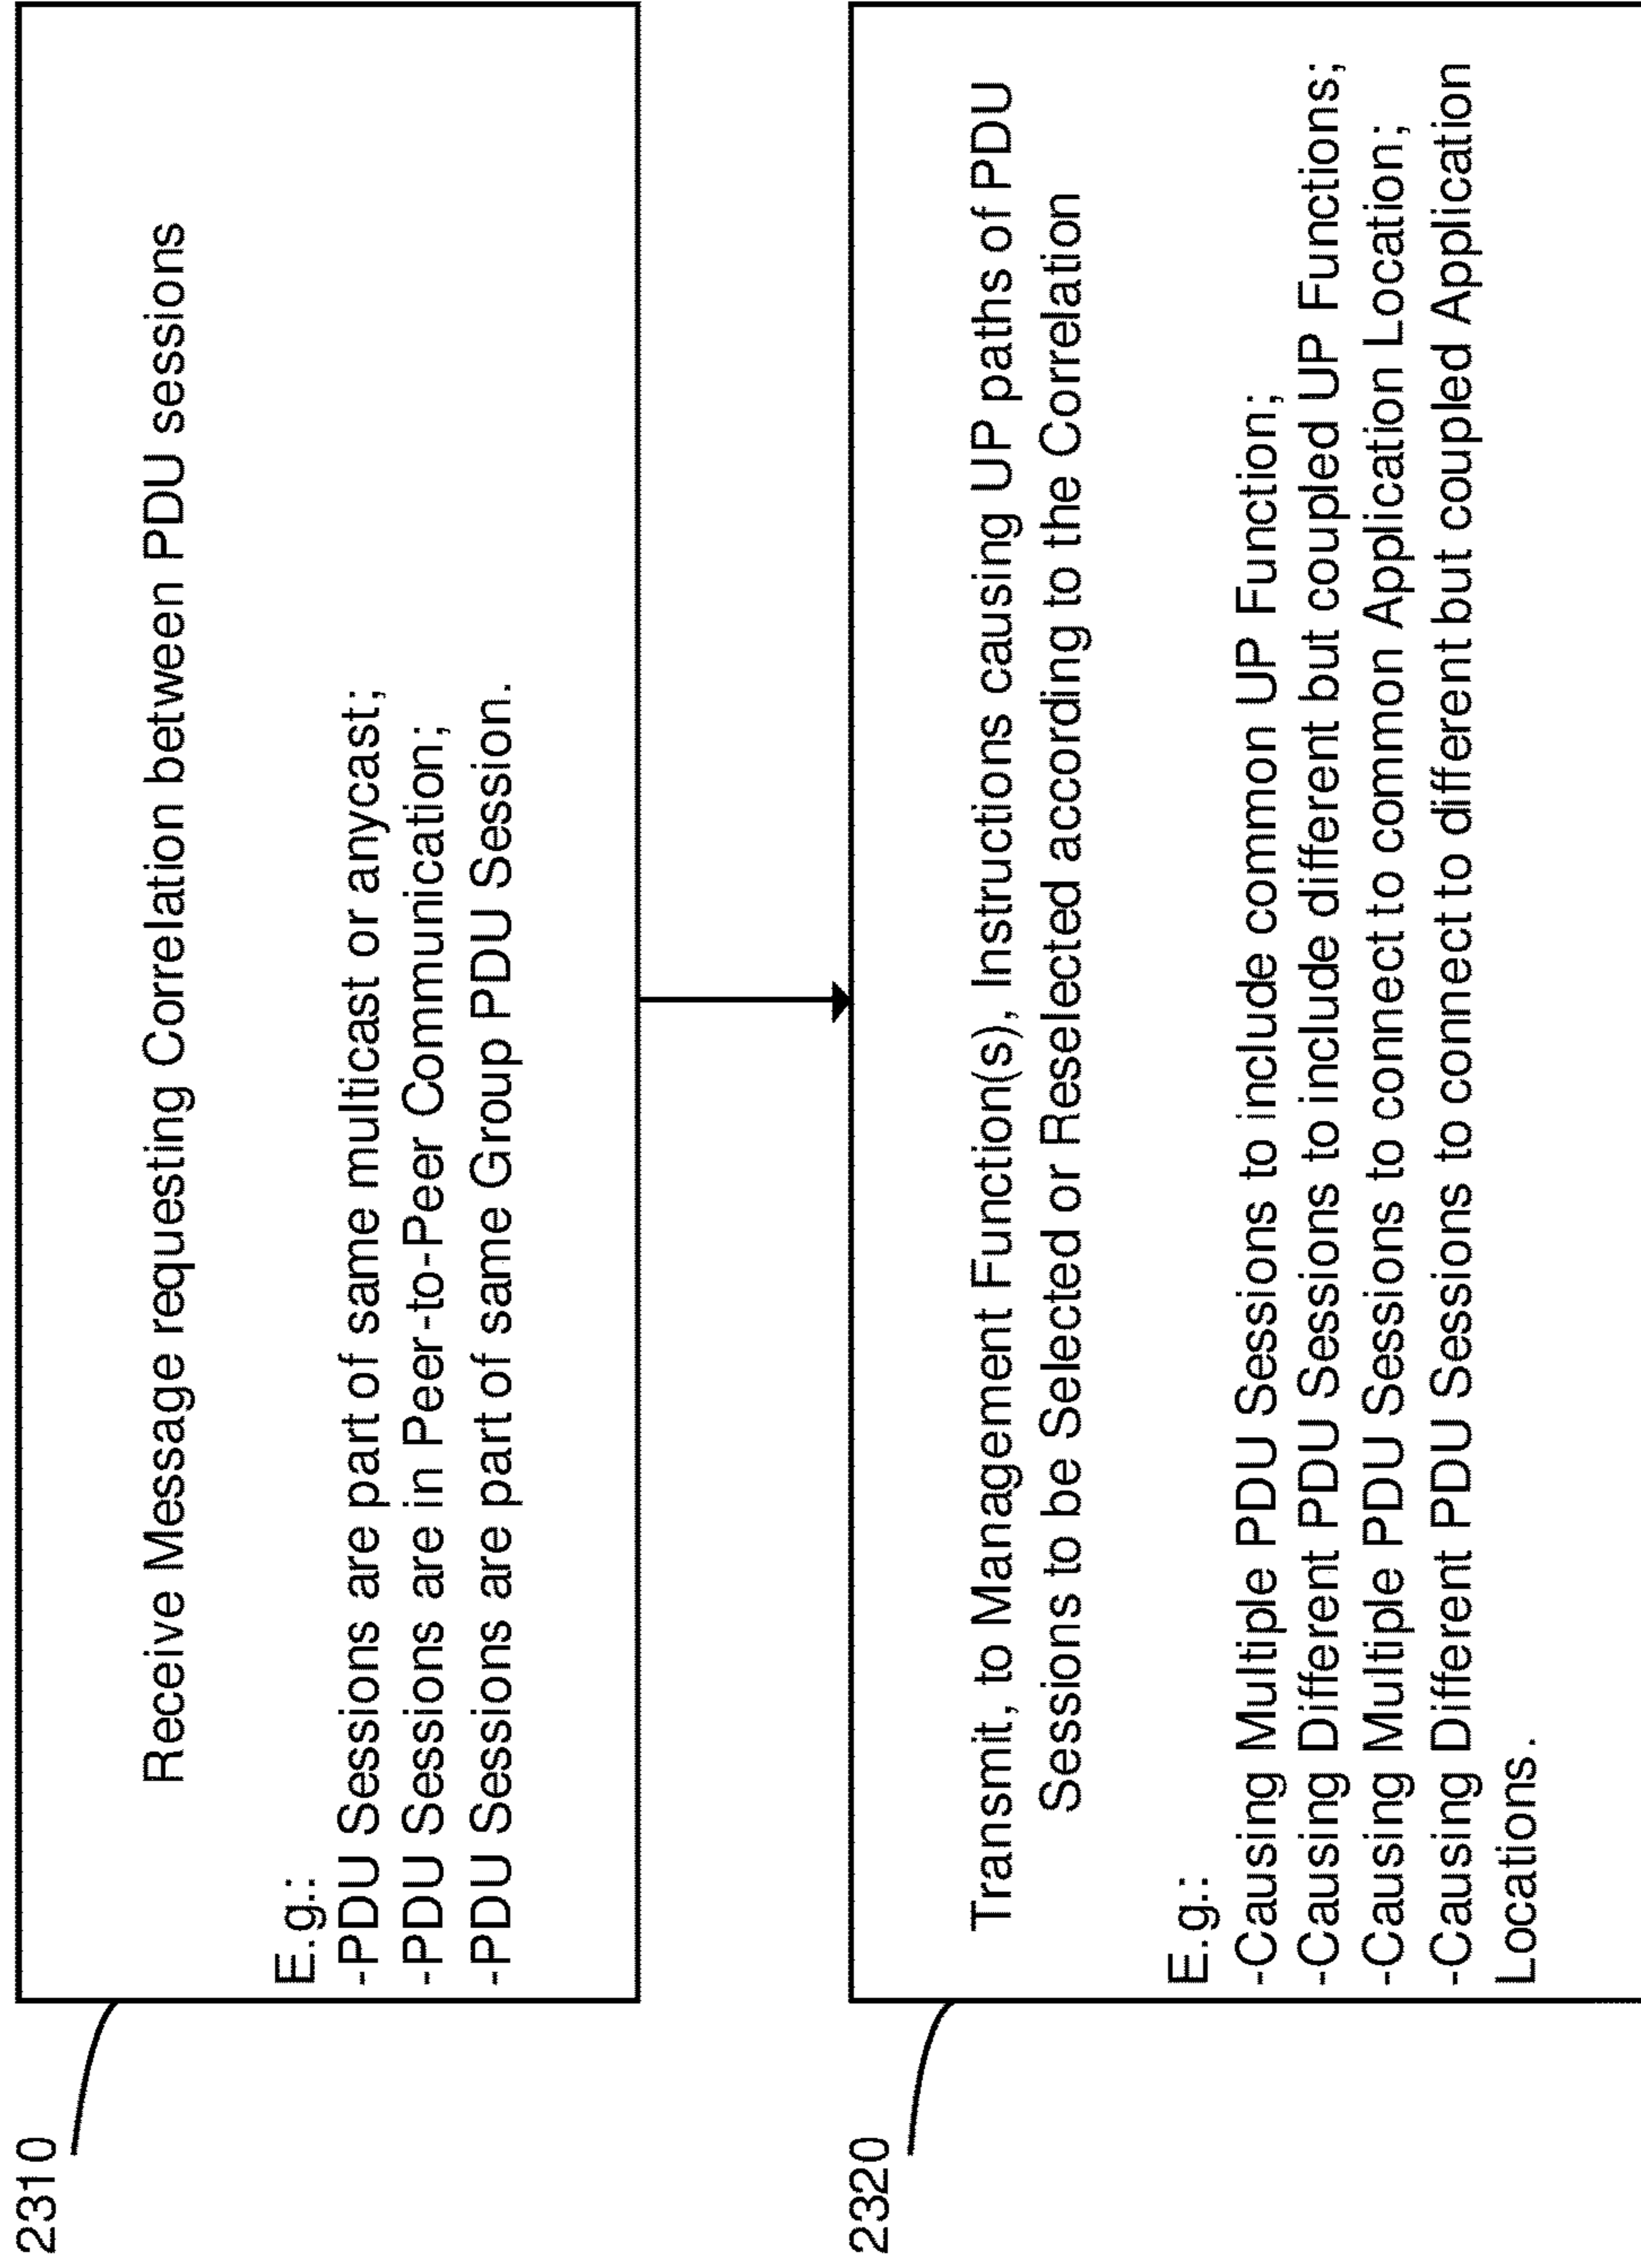 2310
Receive Message requesting Correlation between PDU sessions
E.g.:
-PDU Sessions are part of same multicast or anycast;
-PDU Sessions are in Peer-to-Peer Communication;
-PDU Sessions are part of same Group PDU Session.
2320
Transmit, to Management Function(s), Instructions causing UP paths of PDU
Sessions to be Selected or Reselected according to the Correlation
E.g.:
-Causing Multiple PDU Sessions to include common UP Function;
-Causing Different PDU Sessions to include different but coupled UP Functions;
-Causing Multiple PDU Sessions to connect to common Application Location;
-Causing Different PDU Sessions to connect to different but coupled Application
Locations.